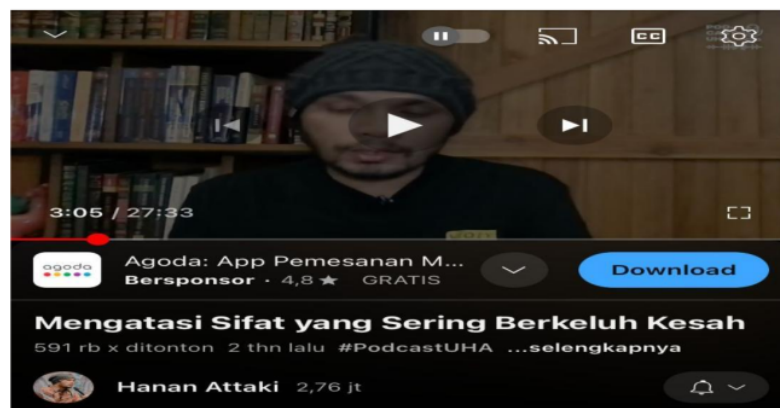 CC
3:05 / 27:33
agoda
Agoda: App Pemesanan M...
Bersponsor · 4,8 ★ GRATIS
Download
Mengatasi Sifat yang Sering Berkeluh Kesah
591 rb x ditonton 2 thn lalu #PodcastUHA ...selengkapnya
Hanan Attaki 2,76 jt